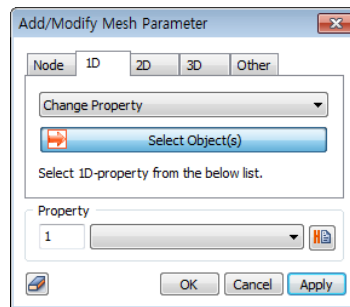 Add/Modify Mesh Parameter
Node 1D 2D 3D Other
Change Property
Select Object(s)
Select 1D-property from the below list.
Property
1
OK Cancel Apply